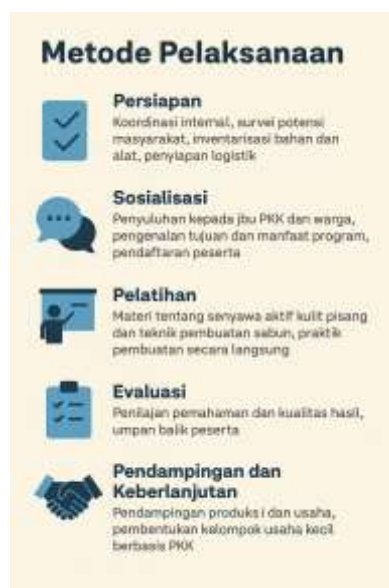 Metode Pelaksanaan
Persiapan
Koordinasi internal, survei potensi
masyarakat, inventarisasi bahan dan
alat, penyiapan logistik
Sosialisasi
Penyuluhan kepada jbu PKK dan warga,
pengenalan tujuan dan manfaat program,
pendaftaran peserta
Pelatihan
Materi tentang senyawa aktif kulit pisang
dan teknik pembuatan sabun, praktik
pembuatan secara langsung
Evaluasi
Penilajan pemahaman dan kualitas hasil,
umpan balik peserta
Pendampingan dan
Keberlanjutan
Pendampingan produks i dan usaha,
pembentukan kelompok usaha kecil
berbasis PKK